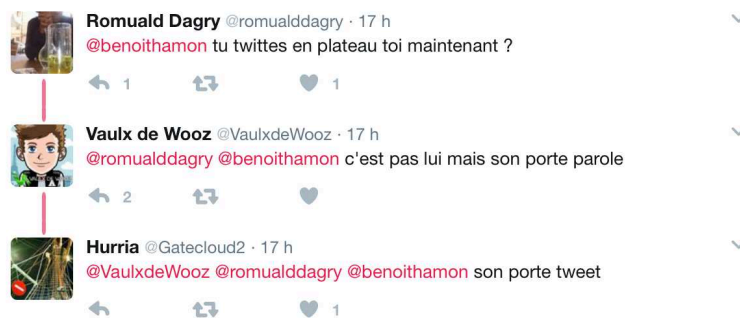 Romuald Dagry @romualddagry · 17 h
@benoithamon tu twittes en plateau toi maintenant ?
1 1
Vaulx de Wooz @VaulxdeWooz · 17 h
@romualddagry @benoithamon c'est pas lui mais son porte parole
2
Hurria @Gatecloud2 · 17 h
@VaulxdeWooz @romualddagry @benoithamon son porte tweet
1